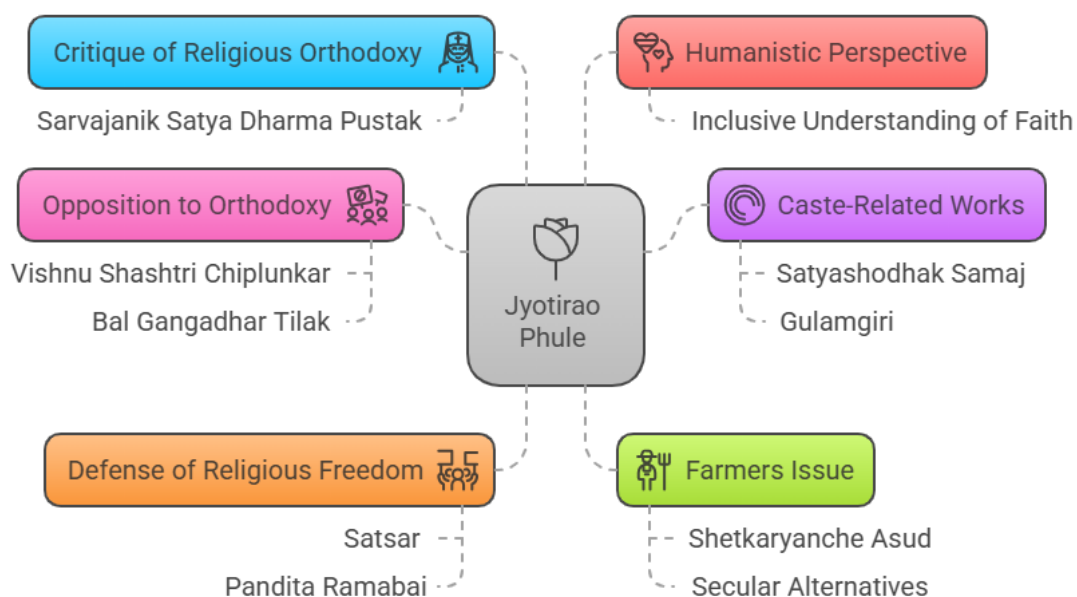 Critique of Religious Orthodoxy
Sarvajanik Satya Dharma Pustak
Opposition to Orthodoxy
Vishnu Shashtri Chiplunkar
Bal Gangadhar Tilak
Defense of Religious Freedom
Satsar
Pandita Ramabai
Jyotirao
Phule
Humanistic Perspective
Inclusive Understanding of Faith
Caste-Related Works
Satyashodhak Samaj
Gulamgiri
Farmers Issue
Shetkaryanche Asud
Secular Alternatives